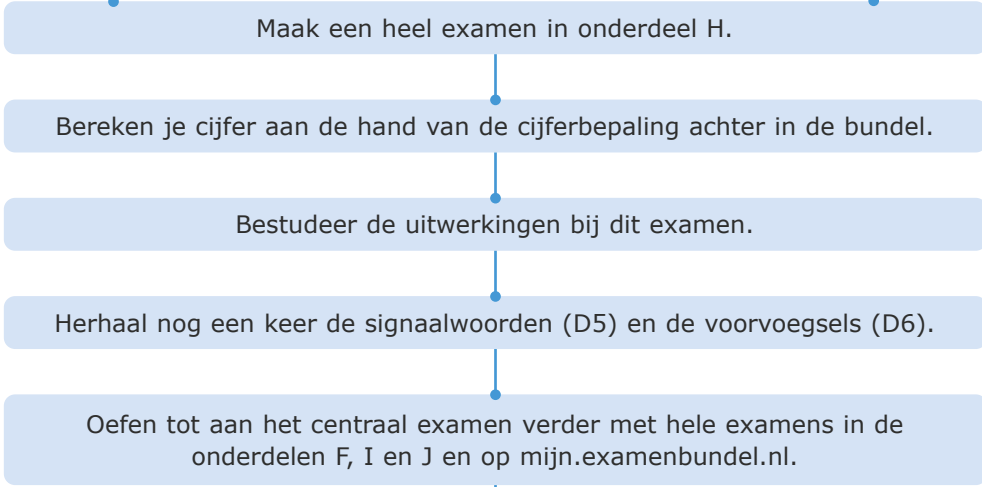 Maak een heel examen in onderdeel H.
Bereken je cijfer aan de hand van de cijferbepaling achter in de bundel.
Bestudeer de uitwerkingen bij dit examen.
Herhaal nog een keer de signaalwoorden (D5) en de voorvoegsels (D6).
Oefen tot aan het centraal examen verder met hele examens in de
onderdelen F, I en J en op mijn.examenbundel.nl.